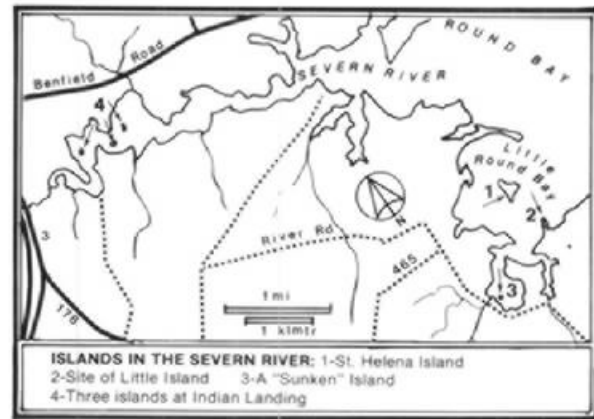 ROUND BAY
Benfield Road
SEVERN RIVER
4
Little
Round Bay
1
2
N
River Rd
465
3
3
178
1 mi
1 klmtr
ISLANDS IN THE SEVERN RIVER: 1-St. Helena Island
2-Site of Little Island 3-A "Sunken" Island
4-Three islands at Indian Landing